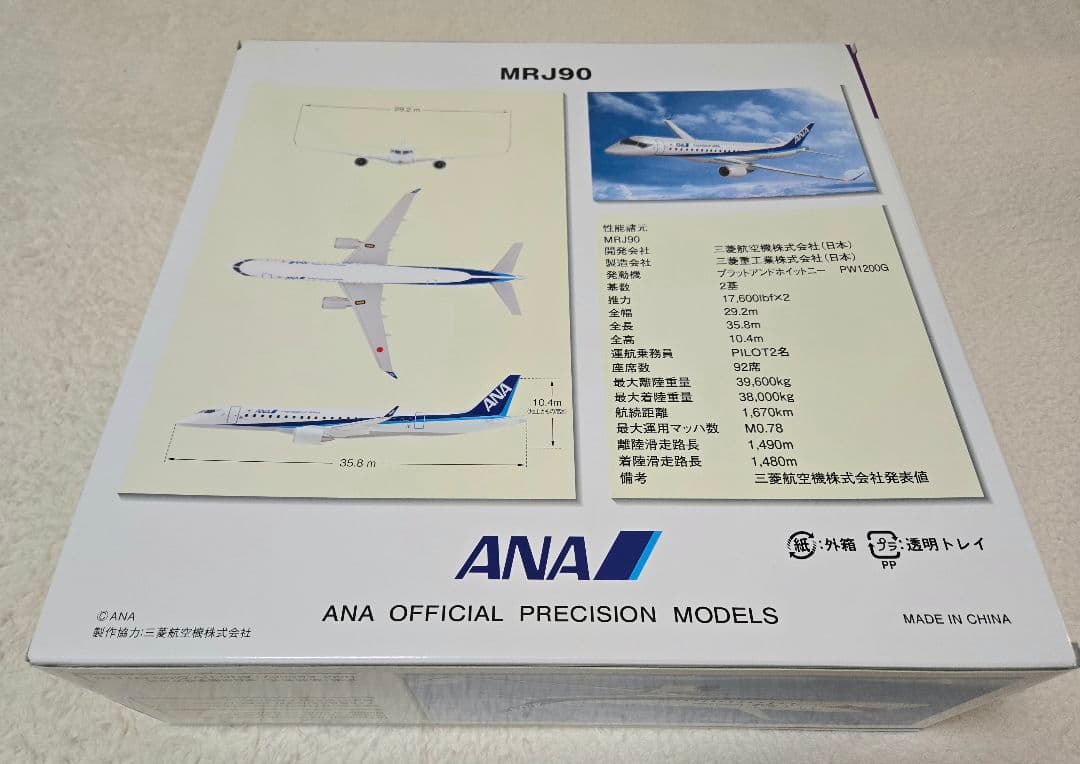 MRJ90
29.2 m
ANA
10.4m
35.8 m
ANA
性能諸元
MRJ90
開発会社 三菱航空機株式会社(日本)
製造会社 三菱重工業株式会社(日本)
発動機 プラットアンドホイットニー PW1200G
基数 2基
推力 17,600lbf×2
全幅 29.2m
全長 35.8m
全高 10.4m
運航乗務員 PILOT2名
座席数 92席
最大離陸重量 39,600kg
最大着陸重量 38,000kg
航続距離 1,670km
最大運用マッハ数 M0.78
離陸滑走路長 1,490m
着陸滑走路長 1,480m
備考 三菱航空機株式会社発表値
ANA
紙:外箱 プラ:透明トレイ
PP
ANA OFFICIAL PRECISION MODELS
©ANA
製作協力:三菱航空機株式会社
MADE IN CHINA